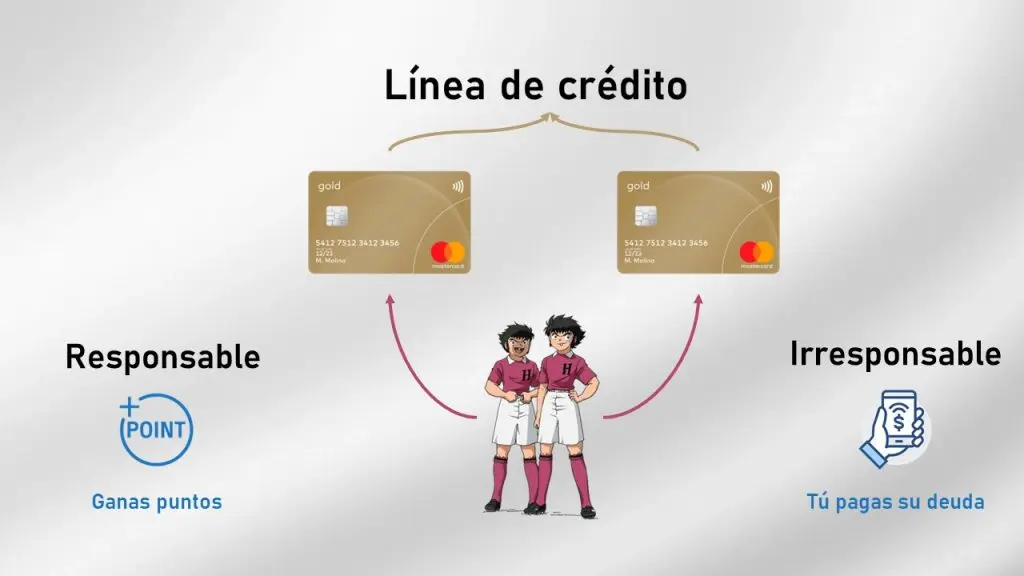 Línea de crédito
gold
5412 7512 3412 3456
12/23
M. Molina
mastercard
gold
5412 7512 3412 3456
12/23
M. Molina
mastercard
Responsable
+
POINT
Ganas puntos
H
H
Irresponsable
$
Tú pagas su deuda